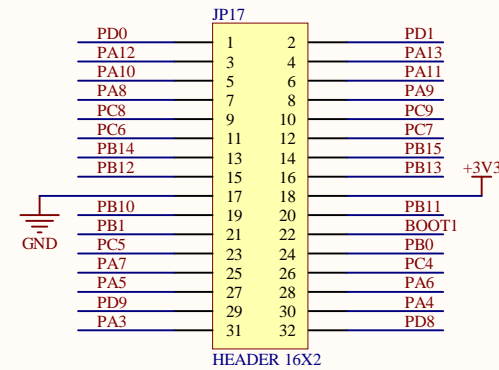 JP17
PD0 1 2 PD1
PA12 3 4 PA13
PA10 5 6 PA11
PA8 7 8 PA9
PC8 9 10 PC9
PC6 11 12 PC7
PB14 13 14 PB15
PB12 15 16 PB13
+3V3
17 18
GND
PB10 19 20 PB11
PB1 21 22 BOOT1
PC5 23 24 PB0
PA7 25 26 PC4
PA5 27 28 PA6
PD9 29 30 PA4
PA3 31 32 PD8
HEADER 16X2